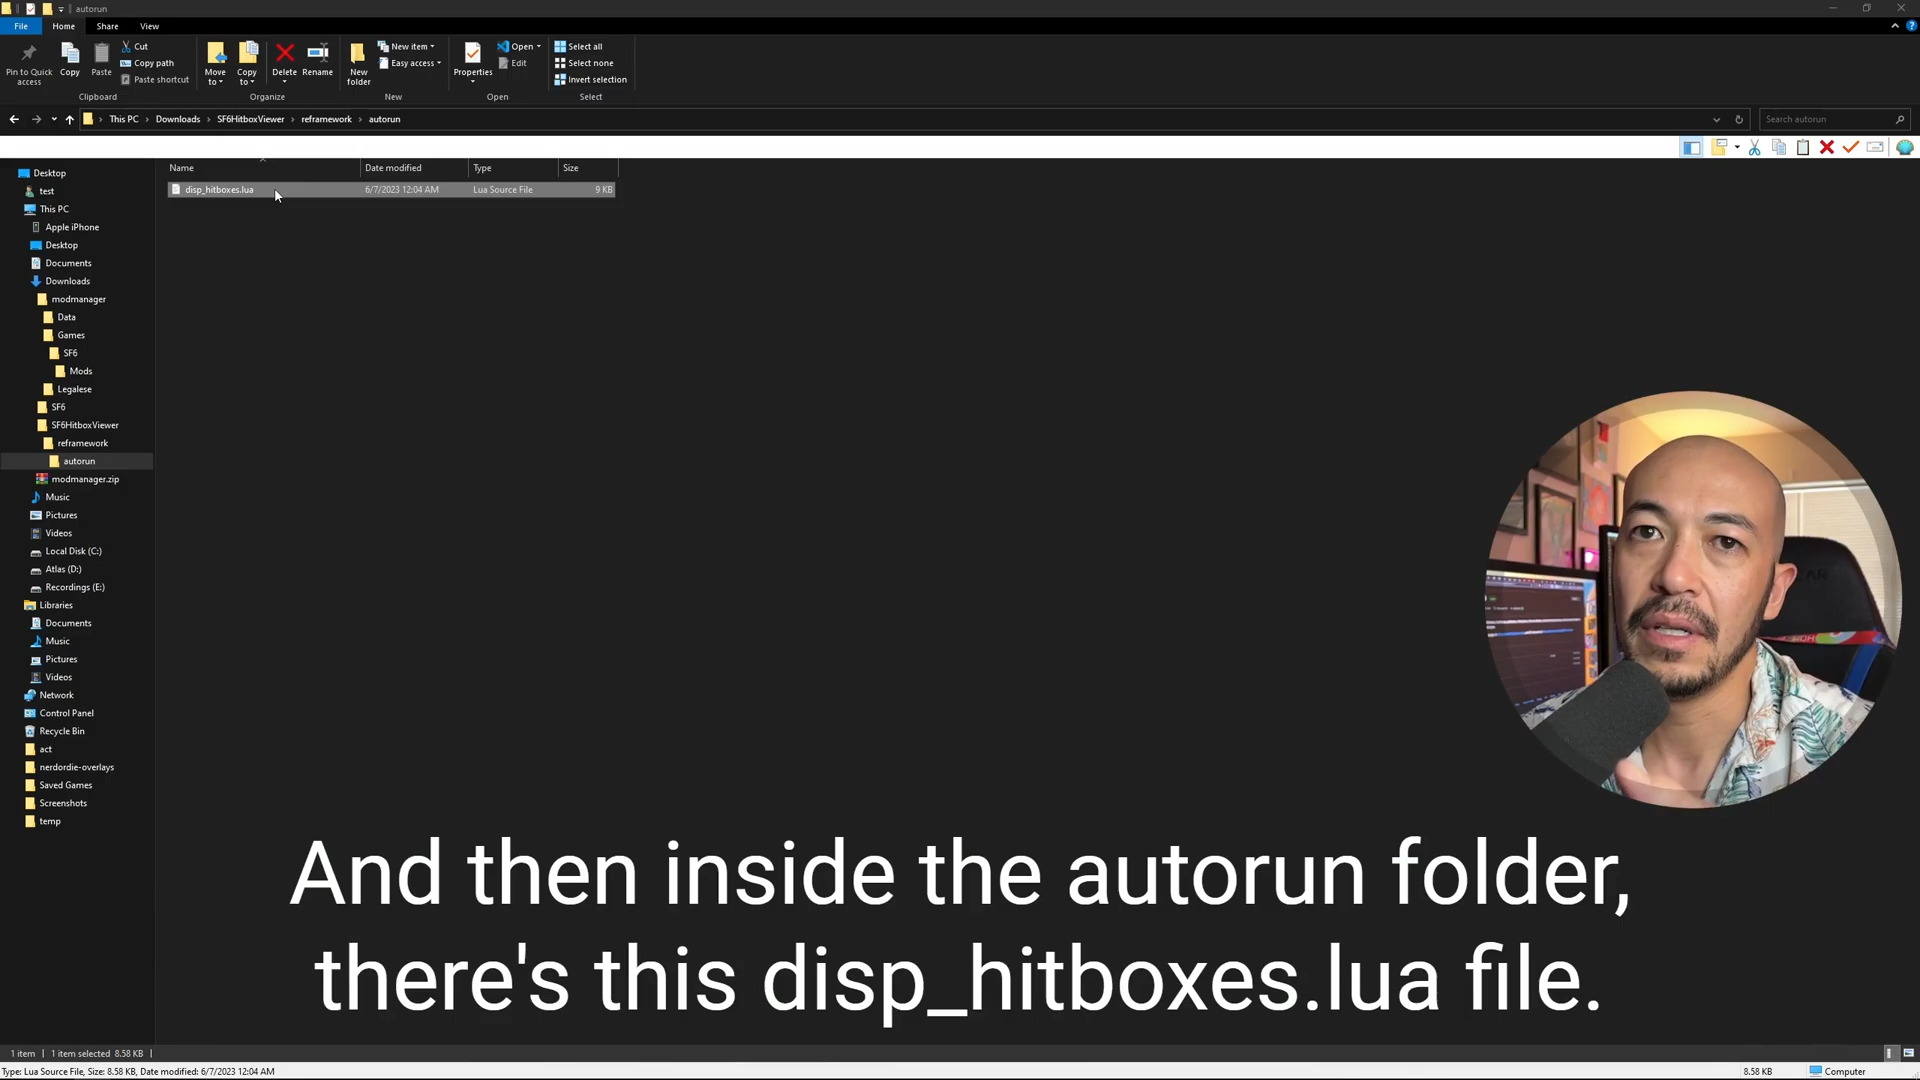 autorun
File Home Share View
Pin to Quick access
Copy
Paste
Cut
Copy path
Paste shortcut
Clipboard
Move to
Copy to
Delete
Rename
Organize
New folder
New item
Easy access
New
Properties
Open
Edit
Open
Select all
Select none
Invert selection
Select
This PC > Downloads > SF6HitboxViewer > reframework > autorun
Search autorun
Name Date modified Type Size
disp_hitboxes.lua 6/7/2023 12:04 AM Lua Source File 9 KB
Desktop
test
This PC
Apple iPhone
Desktop
Documents
Downloads
modmanager
Data
Games
SF6
Mods
Legalese
SF6
SF6HitboxViewer
reframework
autorun
modmanager.zip
Music
Pictures
Videos
Local Disk (C:)
Atlas (D:)
Recordings (E:)
Libraries
Documents
Music
Pictures
Videos
Network
Control Panel
Recycle Bin
act
nerdordie-overlays
Saved Games
Screenshots
temp
And then inside the autorun folder,
there's this disp_hitboxes.lua file.
1 item 1 item selected 8.58 KB
Type: Lua Source File, Size: 8.58 KB, Date modified: 6/7/2023 12:04 AM 8.58 KB Computer